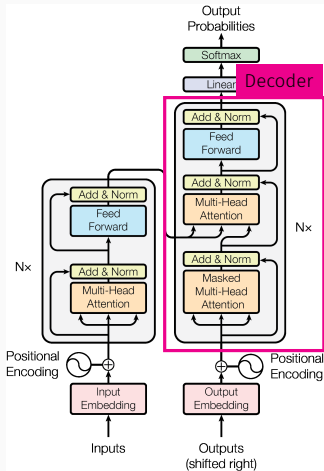 Output
Probabilities
Softmax
Linear
Decoder
Add & Norm
Feed
Forward
Add & Norm
Multi-Head
Attention
Add & Norm
Masked
Multi-Head
Attention
N×
Add & Norm
Feed
Forward
Add & Norm
Multi-Head
Attention
N×
Positional
Encoding
Positional
Encoding
Input
Embedding
Output
Embedding
Inputs
Outputs
(shifted right)